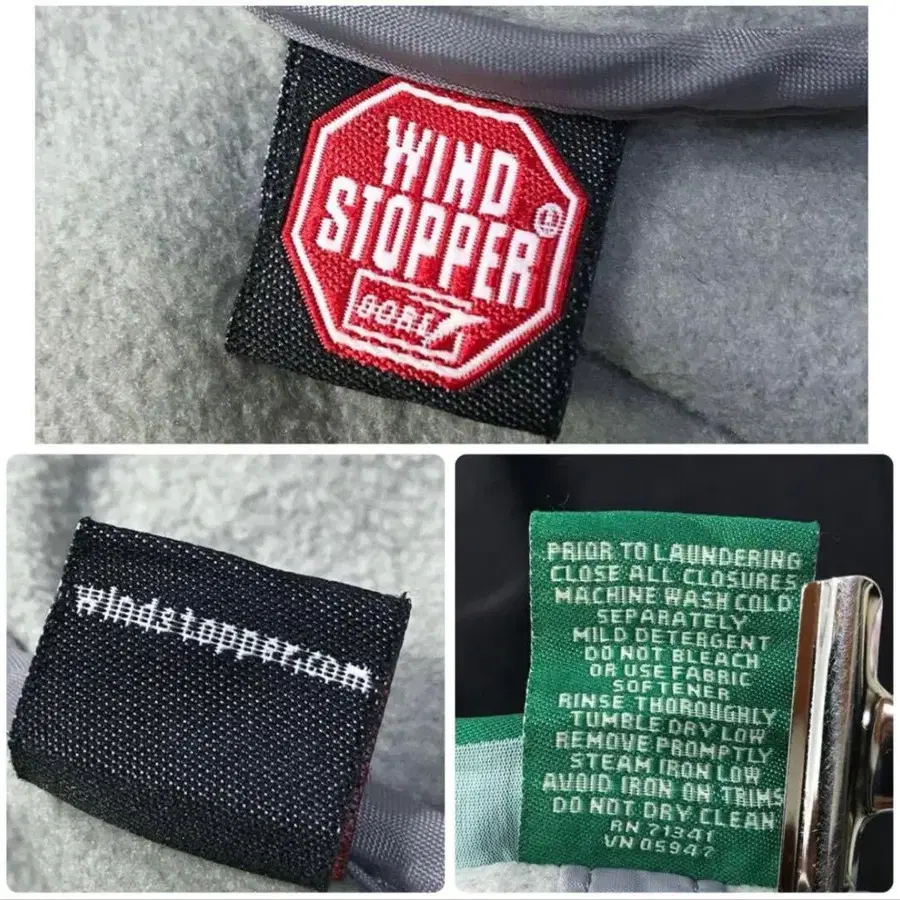 WIND
STOPPER®
GORE
windstopper.com
PRIOR TO LAUNDERING
CLOSE ALL CLOSURES
MACHINE WASH COLD
SEPARATELY
MILD DETERGENT
DO NOT BLEACH
OR USE FABRIC
SOFTENER
RINSE THOROUGHLY
TUMBLE DRY LOW
REMOVE PROMPTLY
STEAM IRON LOW
AVOID IRON ON TRIMS
DO NOT DRY CLEAN
RN 71341
VN 05947